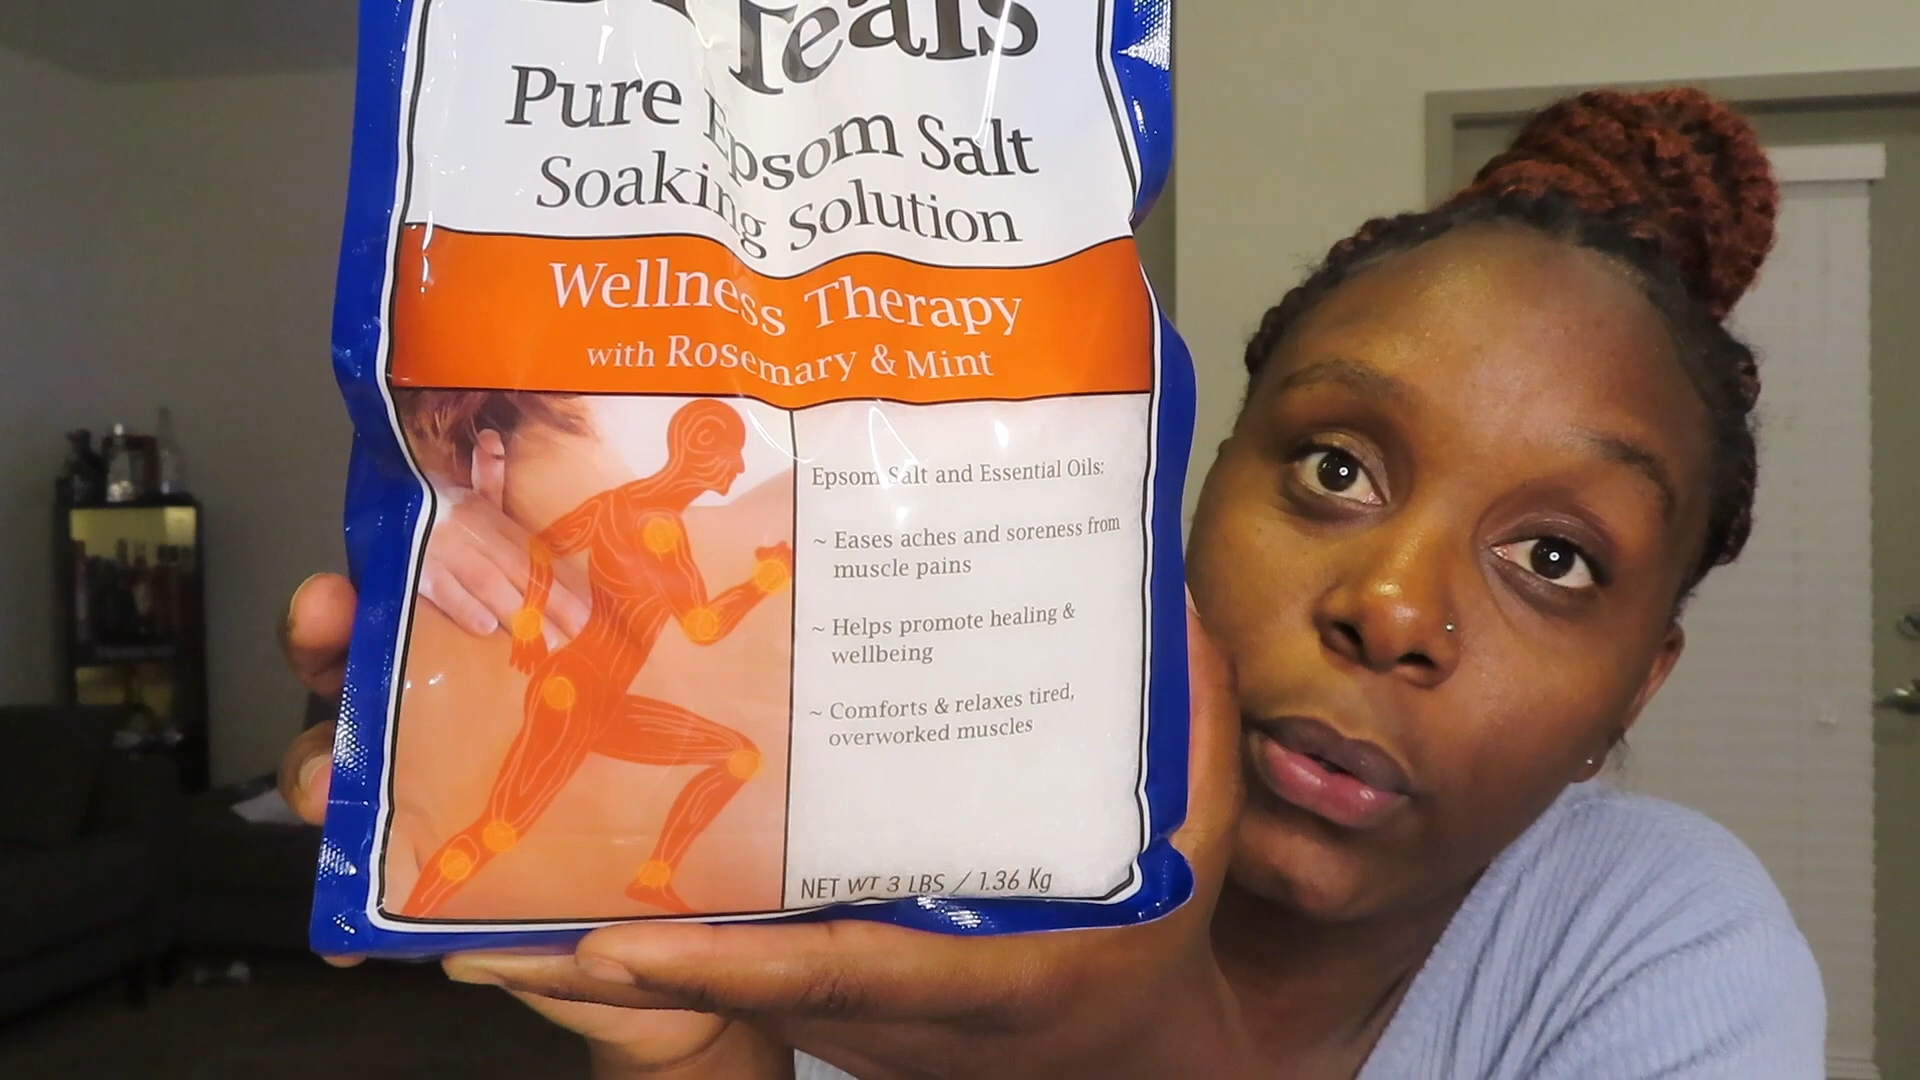 Teals
Pure Epsom Salt
Soaking Solution
Wellness Therapy
with Rosemary & Mint
Epsom Salt and Essential Oils:
~ Eases aches and soreness from
muscle pains
~ Helps promote healing &
wellbeing
~ Comforts & relaxes tired,
overworked muscles
NET WT 3 LBS / 1.36 Kg